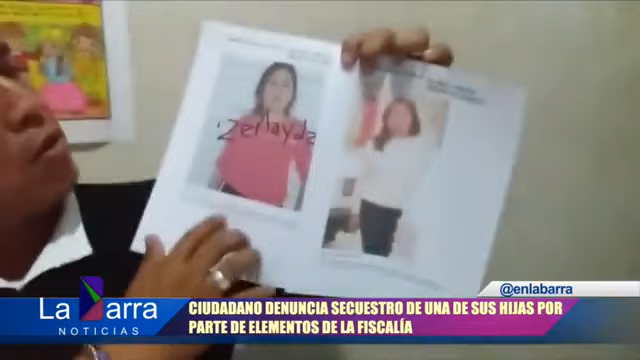 Zerlayda
@enlabarra
La Barra
NOTICIAS
CIUDADANO DENUNCIA SECUESTRO DE UNA DE SUS HIJAS POR
PARTE DE ELEMENTOS DE LA FISCALÍA